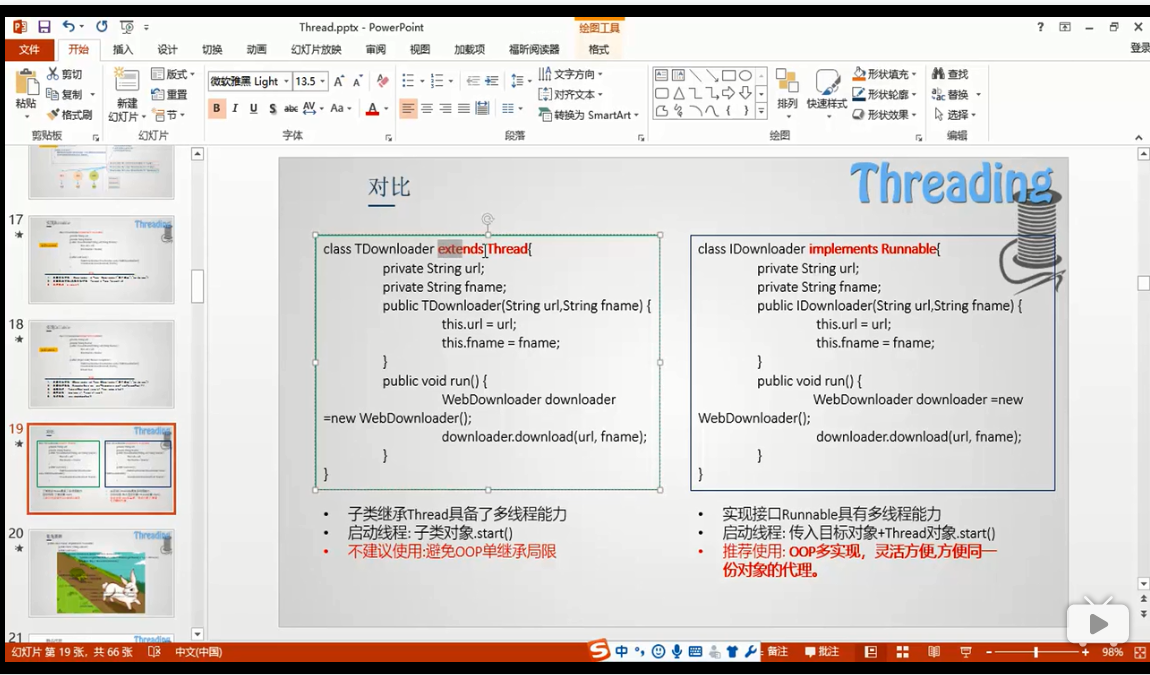 Thread.pptx - PowerPoint
绘图工具
文件
开始
插入
设计
切换
动画
幻灯片放映
审阅
视图
加载项
福昕阅读器
格式
登录
粘贴
剪切
复制
格式刷
剪贴板
新建
幻灯片
版式
重置
节
幻灯片
微软雅黑 Light
13.5
B I U S abc AV Aa A
字体
文字方向
对齐文本
转换为 SmartArt
段落
排列
快速样式
形状填充
形状轮廓
形状效果
绘图
查找
替换
选择
编辑
17
Threading
18
19
Threading
20
Threading
21
对比
Threading
class TDownloader extends Thread{
private String url;
private String fname;
public TDownloader(String url,String fname) {
this.url = url;
this.fname = fname;
}
public void run() {
WebDownloader downloader
=new WebDownloader();
downloader.download(url, fname);
}
}
• 子类继承Thread具备了多线程能力
• 启动线程: 子类对象.start()
• 不建议使用:避免OOP单继承局限
class IDownloader implements Runnable{
private String url;
private String fname;
public IDownloader(String url,String fname) {
this.url = url;
this.fname = fname;
}
public void run() {
WebDownloader downloader =new
WebDownloader();
downloader.download(url, fname);
}
}
• 实现接口Runnable具有多线程能力
• 启动线程: 传入目标对象+Thread对象.start()
• 推荐使用: OOP多实现，灵活方便,方便同一
份对象的代理。
幻灯片 第 19 张，共 66 张
中文(中国)
中
备注
批注
98%